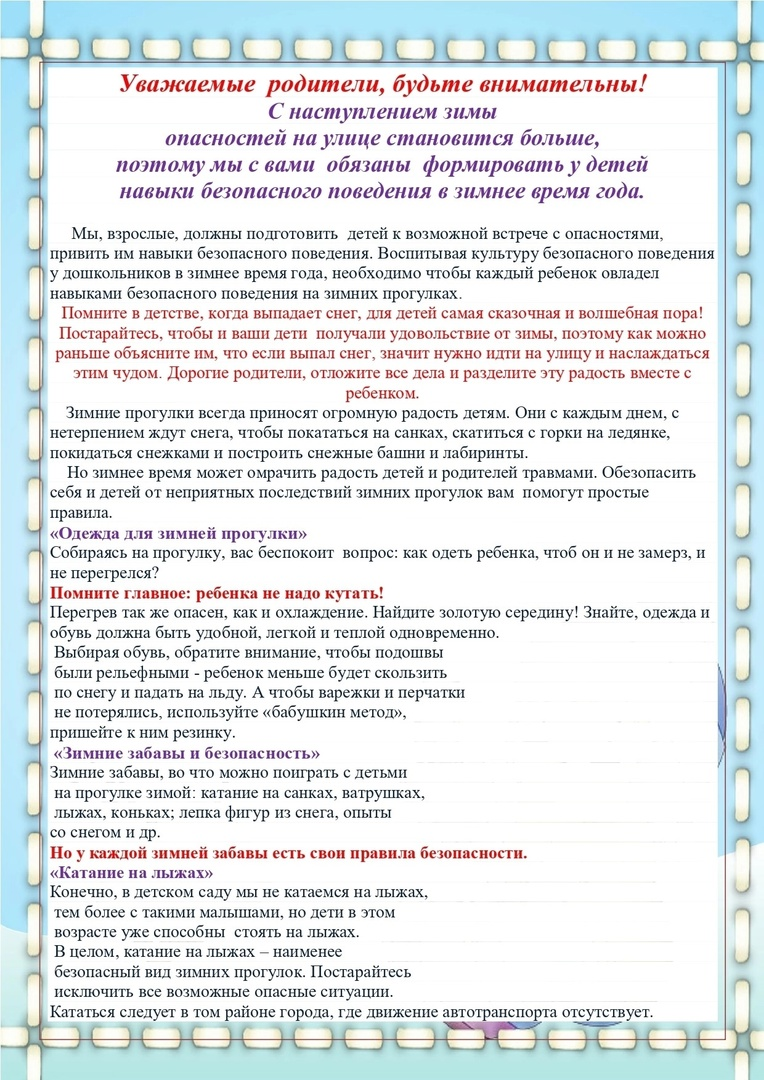 Уважаемые родители, будьте внимательны!
С наступлением зимы
опасностей на улице становится больше,
поэтому мы с вами обязаны формировать у детей
навыки безопасного поведения в зимнее время года.
Мы, взрослые, должны подготовить детей к возможной встрече с опасностями,
привить им навыки безопасного поведения. Воспитывая культуру безопасного поведения
у дошкольников в зимнее время года, необходимо чтобы каждый ребенок овладел
навыками безопасного поведения на зимних прогулках.
Помните в детстве, когда выпадает снег, для детей самая сказочная и волшебная пора!
Постарайтесь, чтобы и ваши дети получали удовольствие от зимы, поэтому как можно
раньше объясните им, что если выпал снег, значит нужно идти на улицу и наслаждаться
этим чудом. Дорогие родители, отложите все дела и разделите эту радость вместе с
ребенком.
Зимние прогулки всегда приносят огромную радость детям. Они с каждым днем, с
нетерпением ждут снега, чтобы покататься на санках, скатиться с горки на ледянке,
покидаться снежками и построить снежные башни и лабиринты.
Но зимнее время может омрачить радость детей и родителей травмами. Обезопасить
себя и детей от неприятных последствий зимних прогулок вам помогут простые
правила.
«Одежда для зимней прогулки»
Собираясь на прогулку, вас беспокоит вопрос: как одеть ребенка, чтоб он и не замерз, и
не перегрелся?
Помните главное: ребенка не надо кутать!
Перегрев так же опасен, как и охлаждение. Найдите золотую середину! Знайте, одежда и
обувь должна быть удобной, легкой и теплой одновременно.
Выбирая обувь, обратите внимание, чтобы подошвы
были рельефными - ребенок меньше будет скользить
по снегу и падать на льду. А чтобы варежки и перчатки
не потерялись, используйте «бабушкин метод»,
пришейте к ним резинку.
«Зимние забавы и безопасность»
Зимние забавы, во что можно поиграть с детьми
на прогулке зимой: катание на санках, ватрушках,
лыжах, коньках; лепка фигур из снега, опыты
со снегом и др.
Но у каждой зимней забавы есть свои правила безопасности.
«Катание на лыжах»
Конечно, в детском саду мы не катаемся на лыжах,
тем более с такими малышами, но дети в этом
возрасте уже способны стоять на лыжах.
В целом, катание на лыжах – наименее
безопасный вид зимних прогулок. Постарайтесь
исключить все возможные опасные ситуации.
Кататься следует в том районе города, где движение автотранспорта отсутствует.